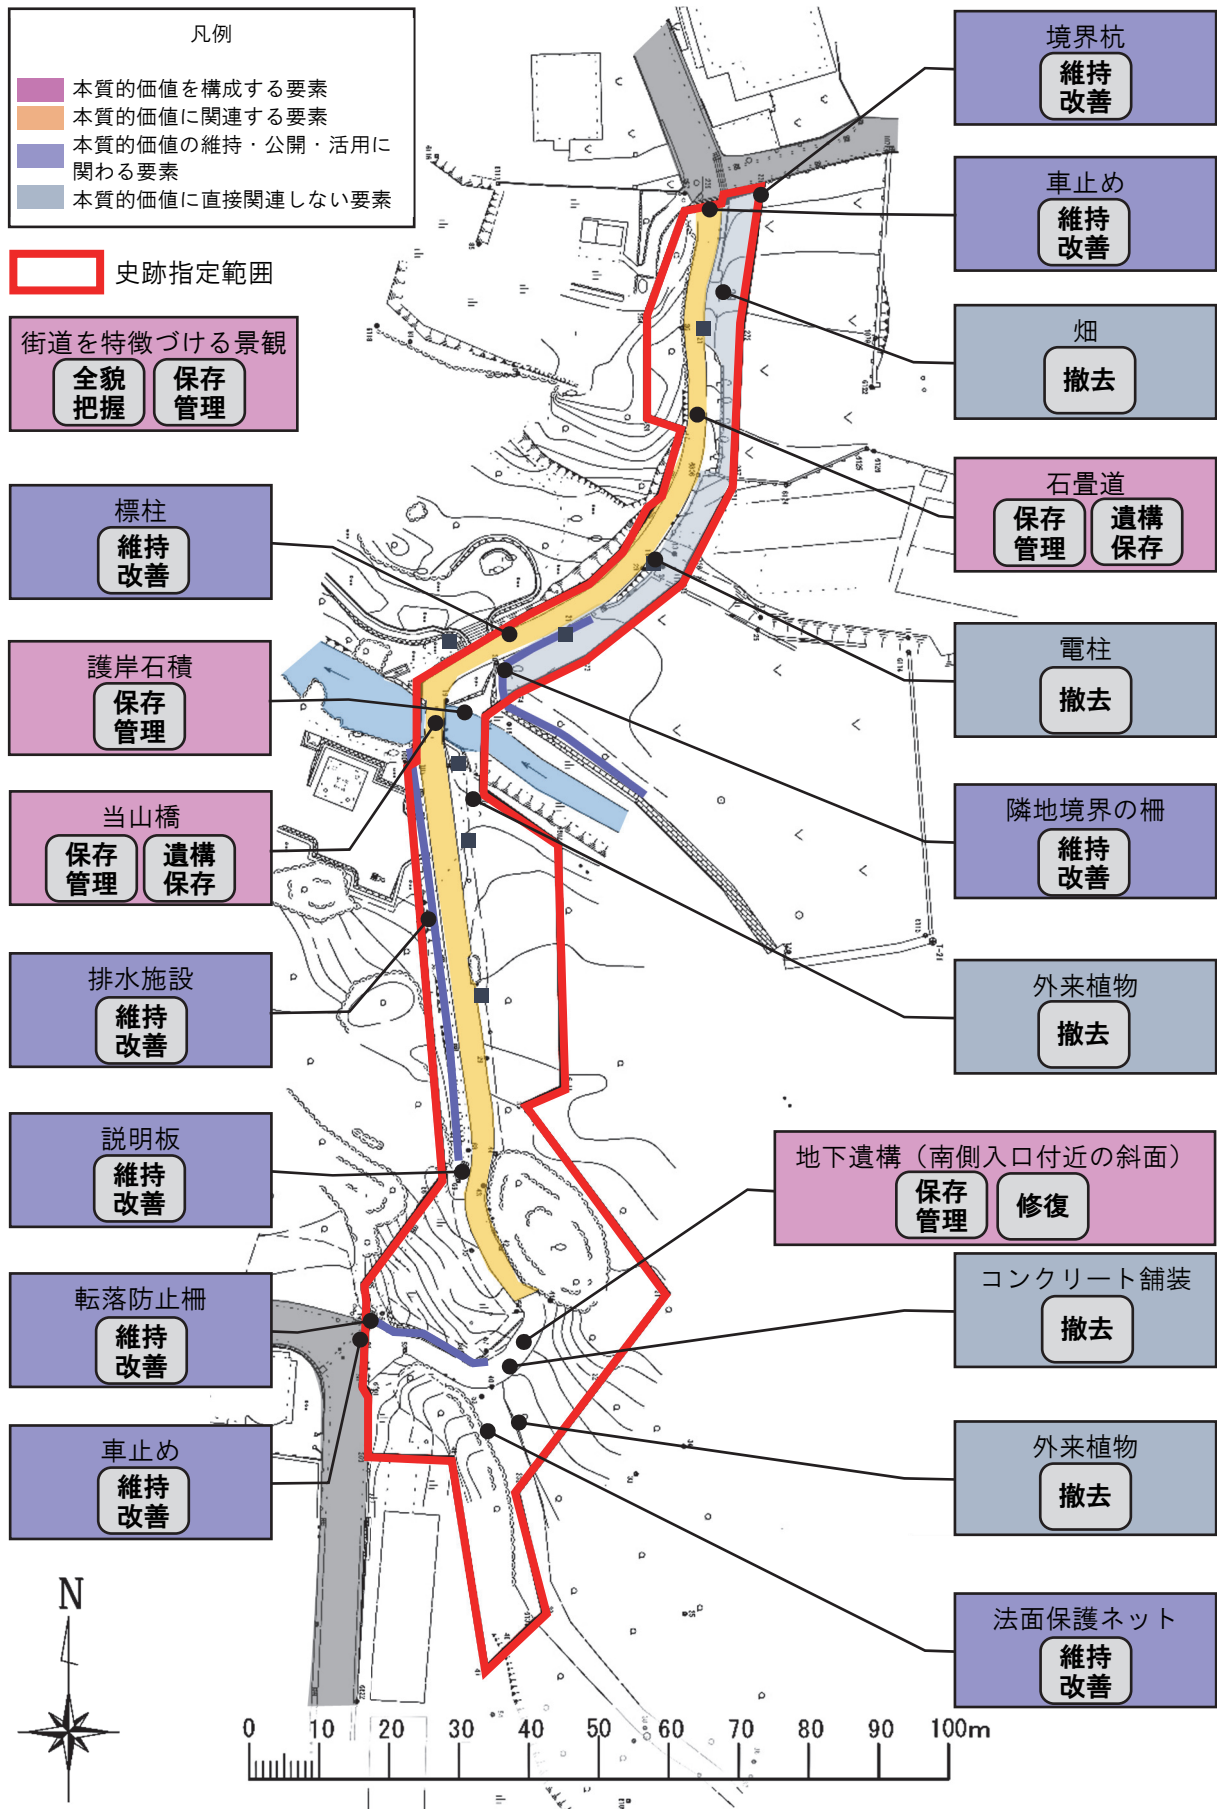 凡例
本質的価値を構成する要素
本質的価値に関連する要素
本質的価値の維持・公開・活用に
関わる要素
本質的価値に直接関連しない要素
史跡指定範囲
街道を特徴づける景観
全貌
把握
保存
管理
標柱
維持
改善
護岸石積
保存
管理
当山橋
保存
管理
遺構
保存
排水施設
維持
改善
説明板
維持
改善
転落防止柵
維持
改善
車止め
維持
改善
境界杭
維持
改善
車止め
維持
改善
畑
撤去
石畳道
保存
管理
遺構
保存
電柱
撤去
隣地境界の柵
維持
改善
外来植物
撤去
地下遺構（南側入口付近の斜面）
保存
管理
修復
コンクリート舗装
撤去
外来植物
撤去
法面保護ネット
維持
改善
N
0 10 20 30 40 50 60 70 80 90 100m